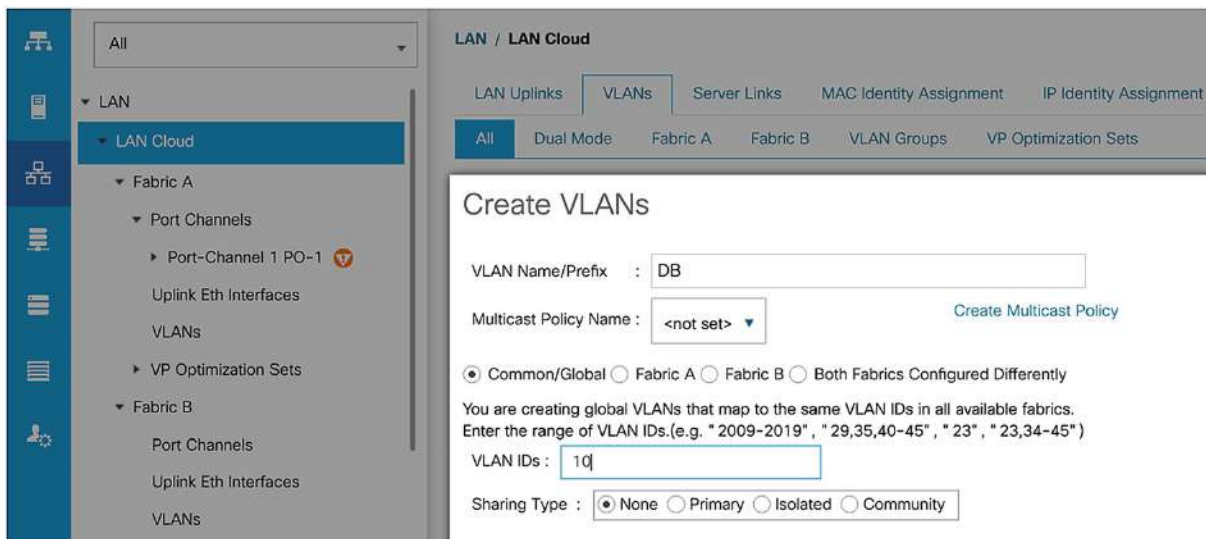 All
LAN
LAN Cloud
Fabric A
Port Channels
Port-Channel 1 PO-1
Uplink Eth Interfaces
VLANs
VP Optimization Sets
Fabric B
Port Channels
Uplink Eth Interfaces
VLANs
LAN / LAN Cloud
LAN Uplinks VLANs Server Links MAC Identity Assignment IP Identity Assignment
All Dual Mode Fabric A Fabric B VLAN Groups VP Optimization Sets
Create VLANs
VLAN Name/Prefix : DB
Multicast Policy Name : <not set> Create Multicast Policy
Common/Global Fabric A Fabric B Both Fabrics Configured Differently
You are creating global VLANs that map to the same VLAN IDs in all available fabrics.
Enter the range of VLAN IDs.(e.g. "2009-2019", "29,35,40-45", "23", "23,34-45")
VLAN IDs : 10
Sharing Type : None Primary Isolated Community